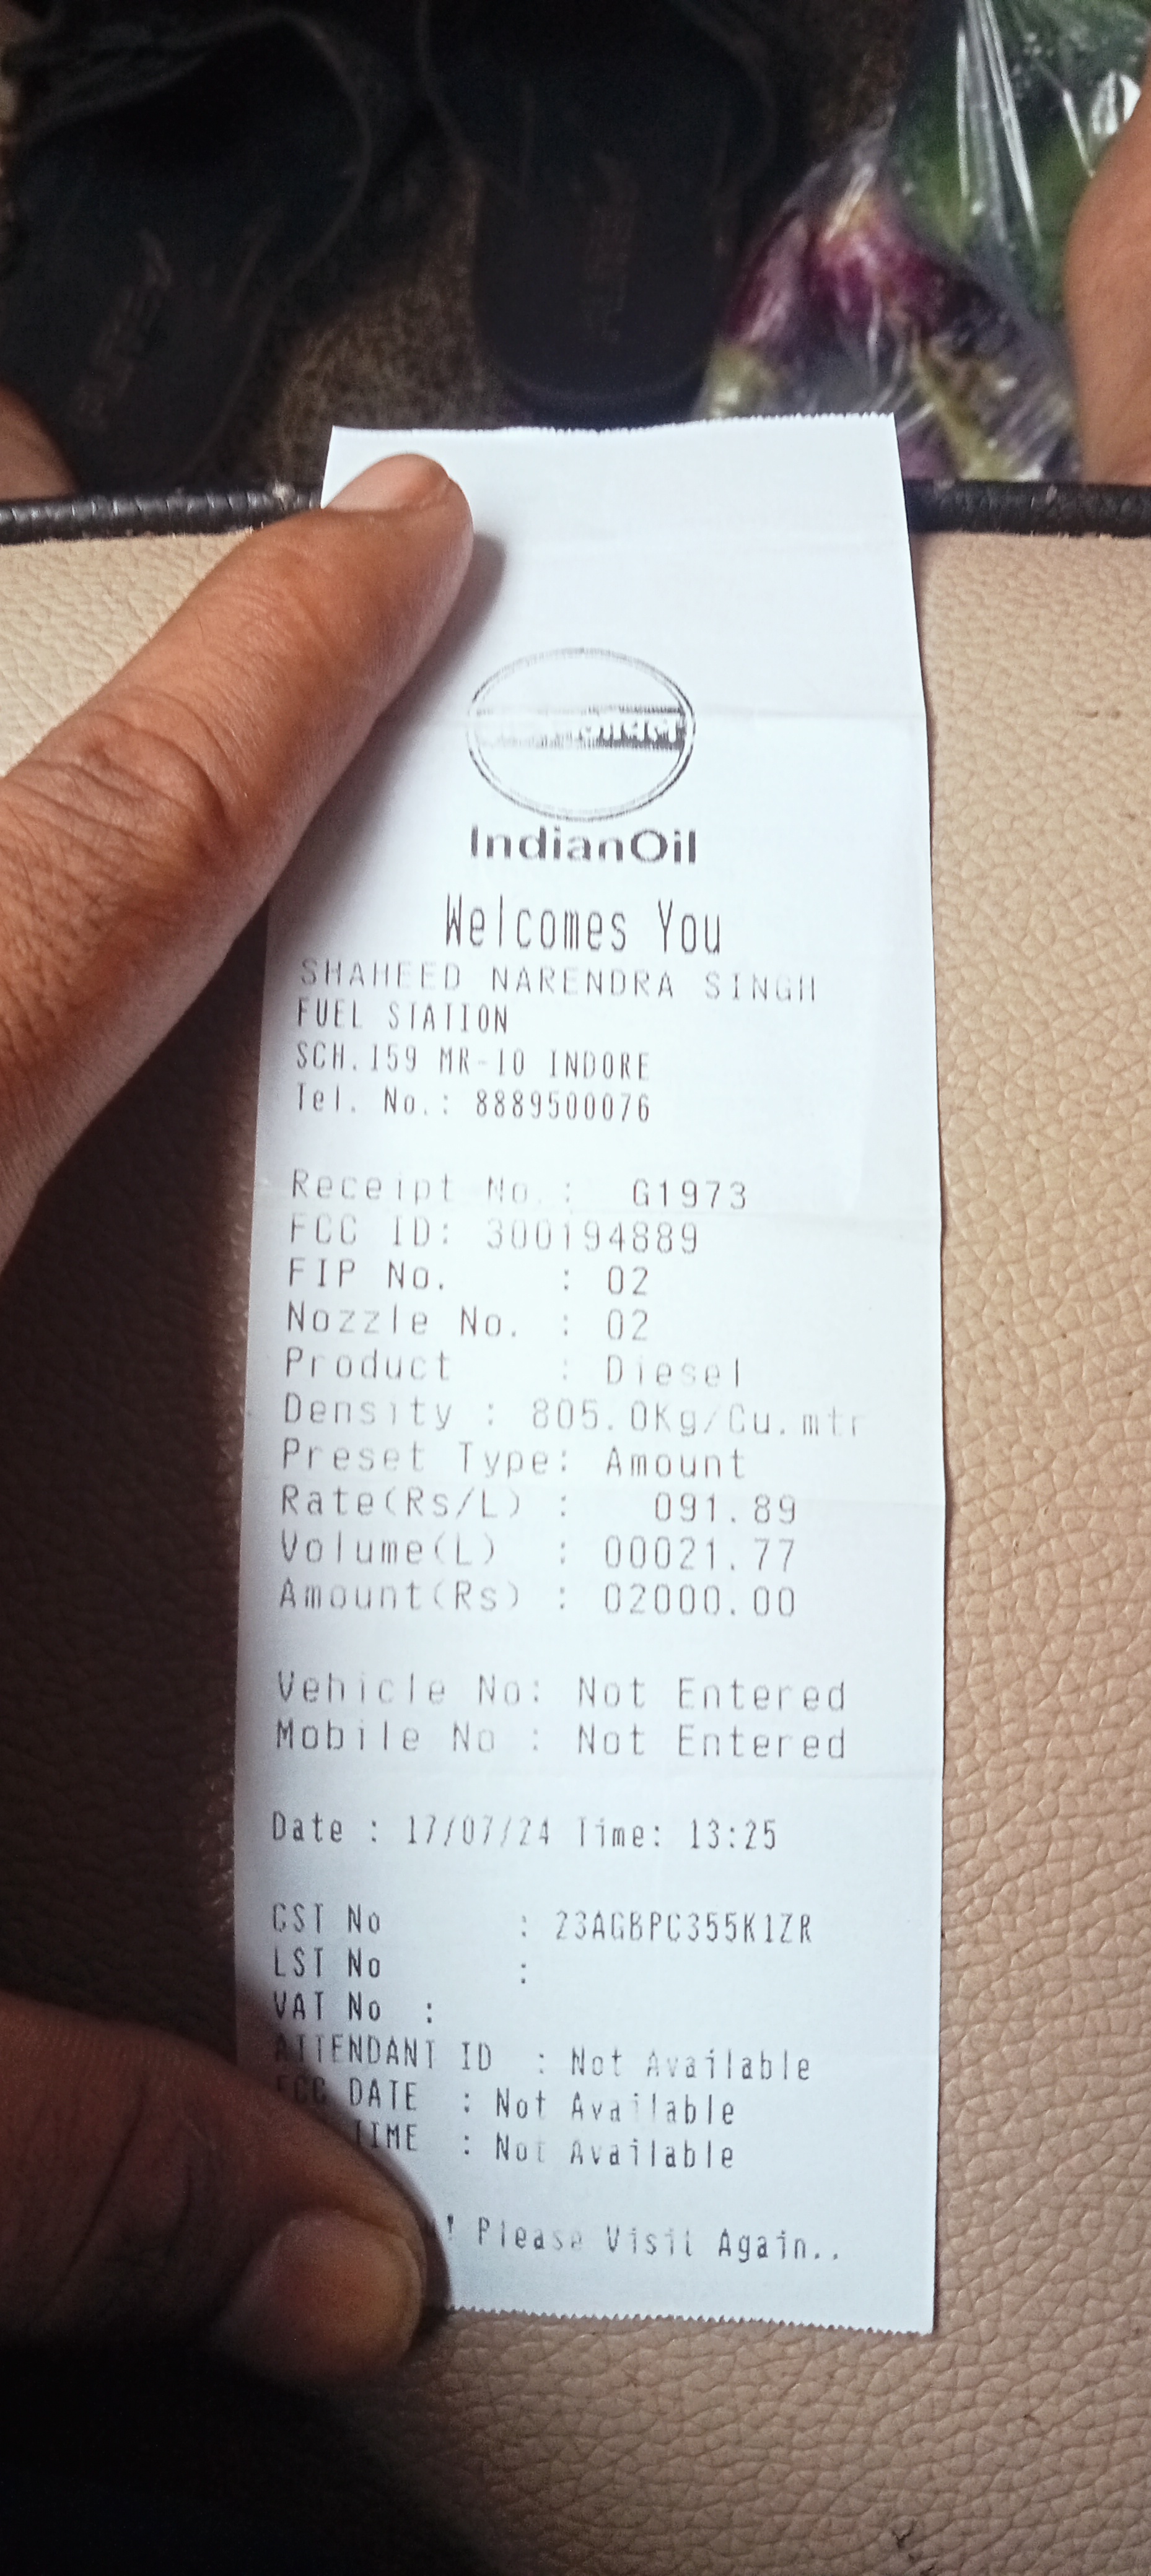 IndianOil
Welcomes You
SHAHEED NARENDRA SINGH
FUEL STATION
SCH.159 MR-10 INDORE
Tel. No.: 8889500076
Receipt No.: G1973
FCC ID: 300194889
FIP No. : 02
Nozzle No. : 02
Product : Diesel
Density : 805.0Kg/Cu.mtr
Preset Type: Amount
Rate(Rs/L) : 091.89
Volume(L) : 00021.77
Amount(Rs) : 02000.00
Vehicle No: Not Entered
Mobile No : Not Entered
Date : 17/07/24 Time: 13:25
CST No : 23AGBPC355K1ZR
LST No :
VAT No :
ATTENDANT ID : Not Available
FCC DATE : Not Available
TIME : Not Available
! Please Visit Again..